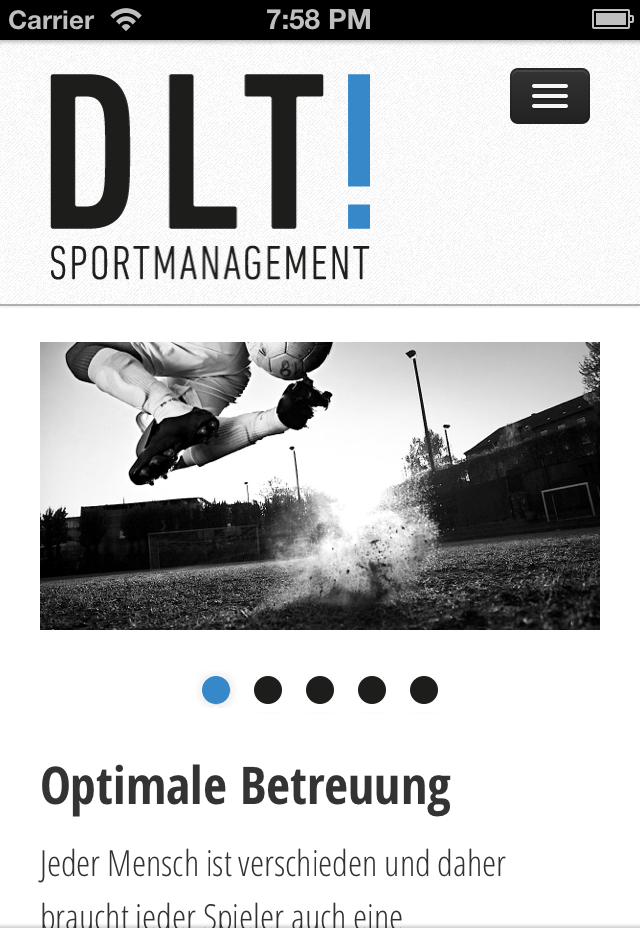 Carrier 7:58 PM
DLT!
SPORTMANAGEMENT
Optimale Betreuung
Jeder Mensch ist verschieden und daher
braucht jeder Spieler auch eine